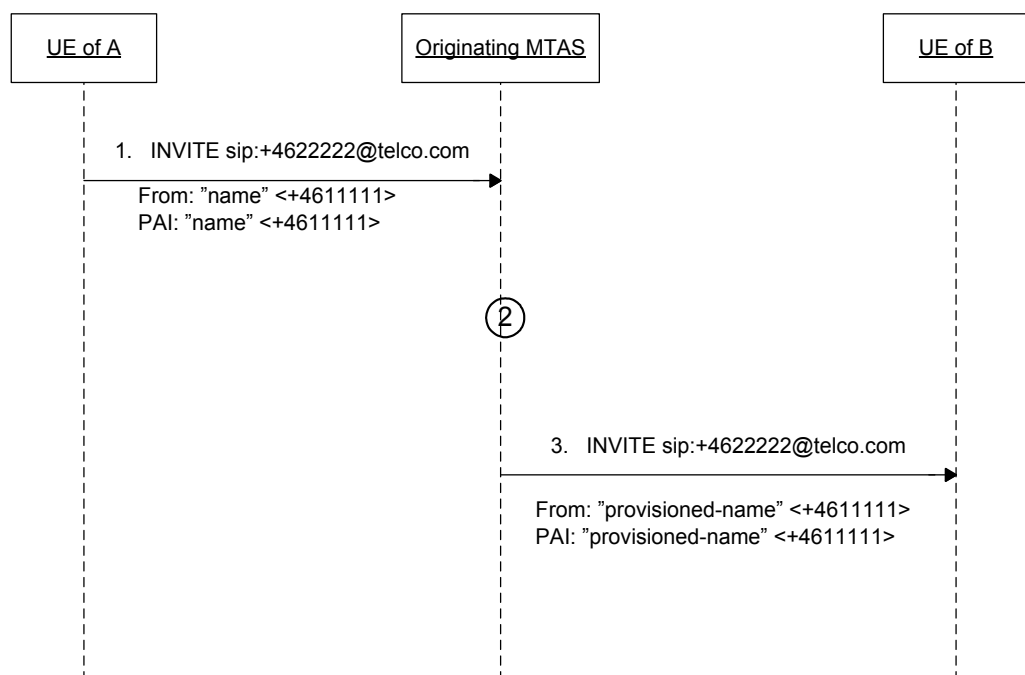 UE of A
Originating MTAS
UE of B
1. INVITE sip:+4622222@telco.com
From: ”name” <+4611111>
PAI: ”name” <+4611111>
2
3. INVITE sip:+4622222@telco.com
From: ”provisioned-name” <+4611111>
PAI: ”provisioned-name” <+4611111>